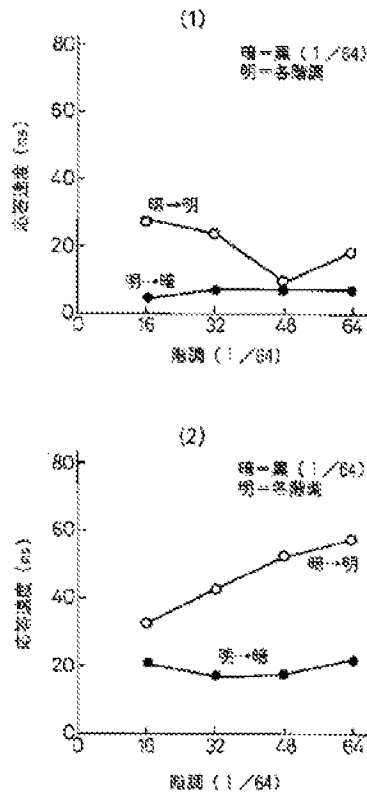 (1)
暗=黒 (1/64)
明=各階調
応答速度 (ms)
80
60
40
20
0
暗→明
明→暗
0 16 32 48 64
階調 (1/64)
(2)
暗=黒 (1/64)
明=各階調
応答速度 (ms)
80
60
40
20
0
暗→明
明→暗
0 16 32 48 64
階調 (1/64)